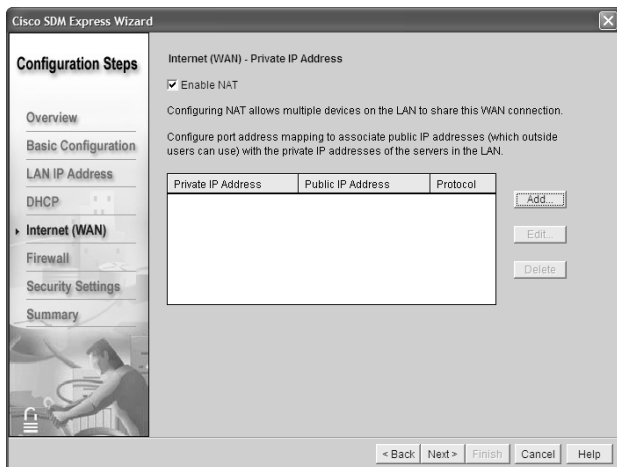 Cisco SDM Express Wizard
Configuration Steps
Overview
Basic Configuration
LAN IP Address
DHCP
Internet (WAN)
Firewall
Security Settings
Summary
Internet (WAN) - Private IP Address
Enable NAT
Configuring NAT allows multiple devices on the LAN to share this WAN connection.
Configure port address mapping to associate public IP addresses (which outside
users can use) with the private IP addresses of the servers in the LAN.
Private IP Address Public IP Address Protocol
Add...
Edit...
Delete
< Back Next > Finish Cancel Help